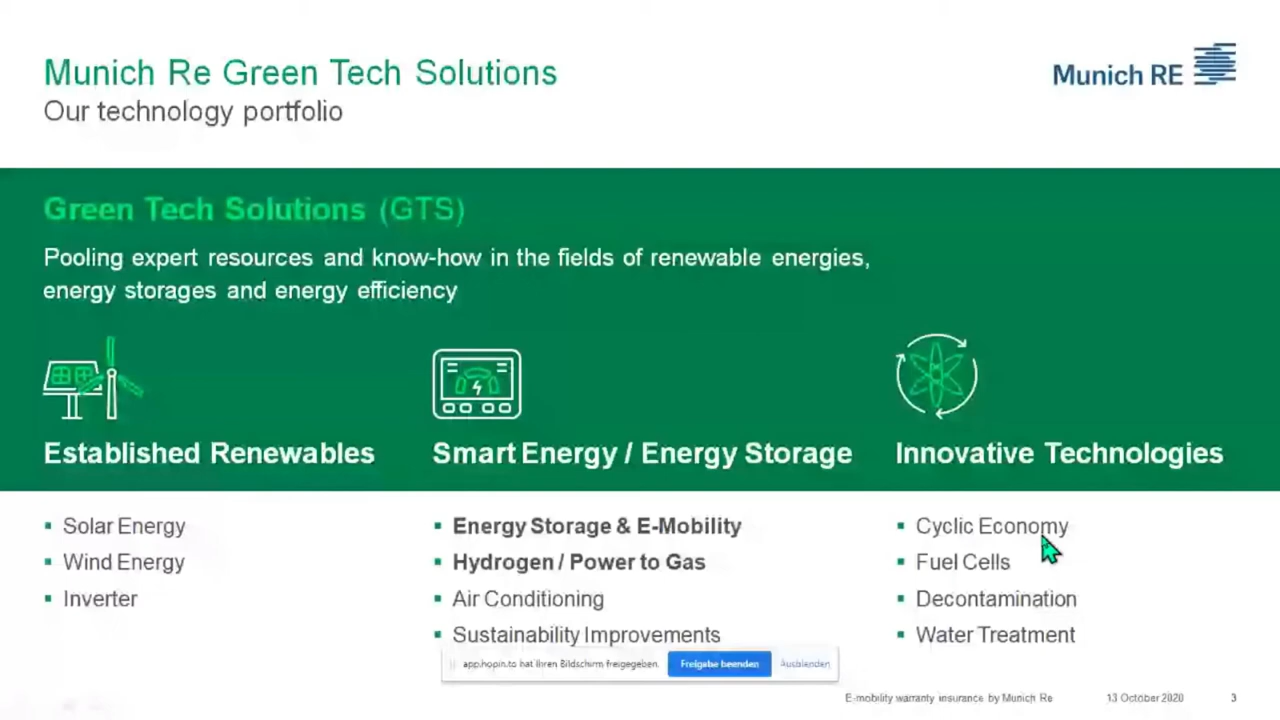 Munich Re Green Tech Solutions
Our technology portfolio
Munich RE
Green Tech Solutions (GTS)
Pooling expert resources and know-how in the fields of renewable energies,
energy storages and energy efficiency
Established Renewables
Solar Energy
Wind Energy
Inverter
Smart Energy / Energy Storage
Energy Storage & E-Mobility
Hydrogen / Power to Gas
Air Conditioning
Sustainability Improvements
Innovative Technologies
Cyclic Economy
Fuel Cells
Decontamination
Water Treatment
app.hopin.to hat Ihren Bildschirm freigegeben. Freigabe beenden Ausblenden
E-mobility warranty insurance by Munich Re 13 October 2020 3